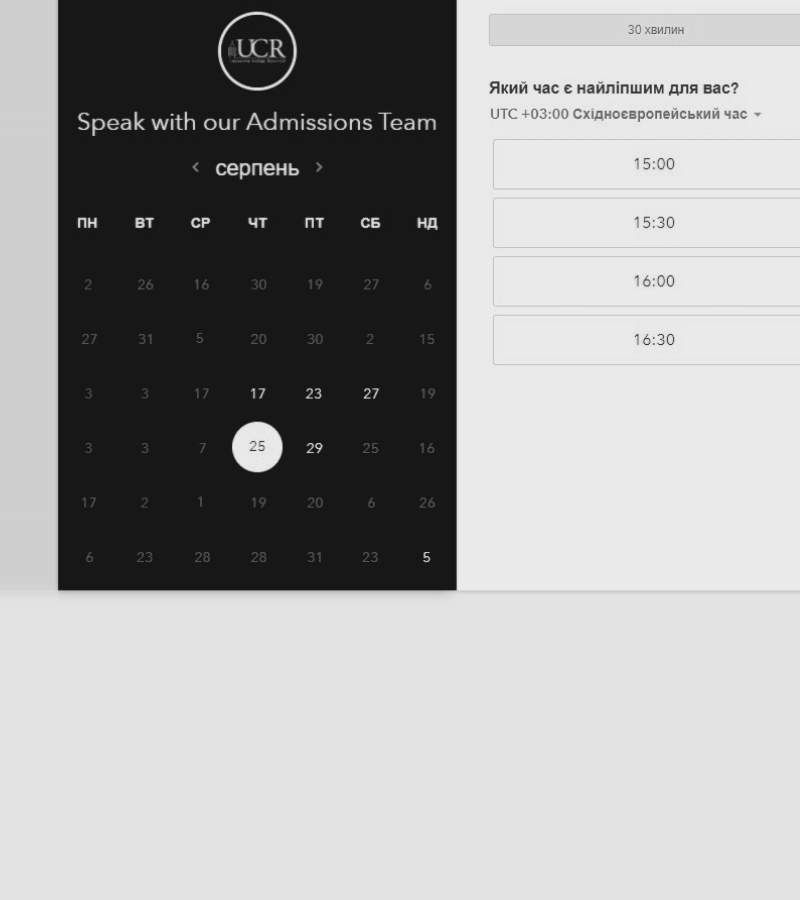 UCR
Speak with our Admissions Team
серпень
ПН ВТ СР ЧТ ПТ СБ НД
2 26 16 30 19 27 6
27 31 5 20 30 2 15
3 3 17 17 23 27 19
3 3 7 25 29 25 16
17 2 1 19 20 6 26
6 23 28 28 31 23 5
30 хвилин
Який час є найліпшим для вас?
UTC +03:00 Східноєвропейський час
15:00
15:30
16:00
16:30